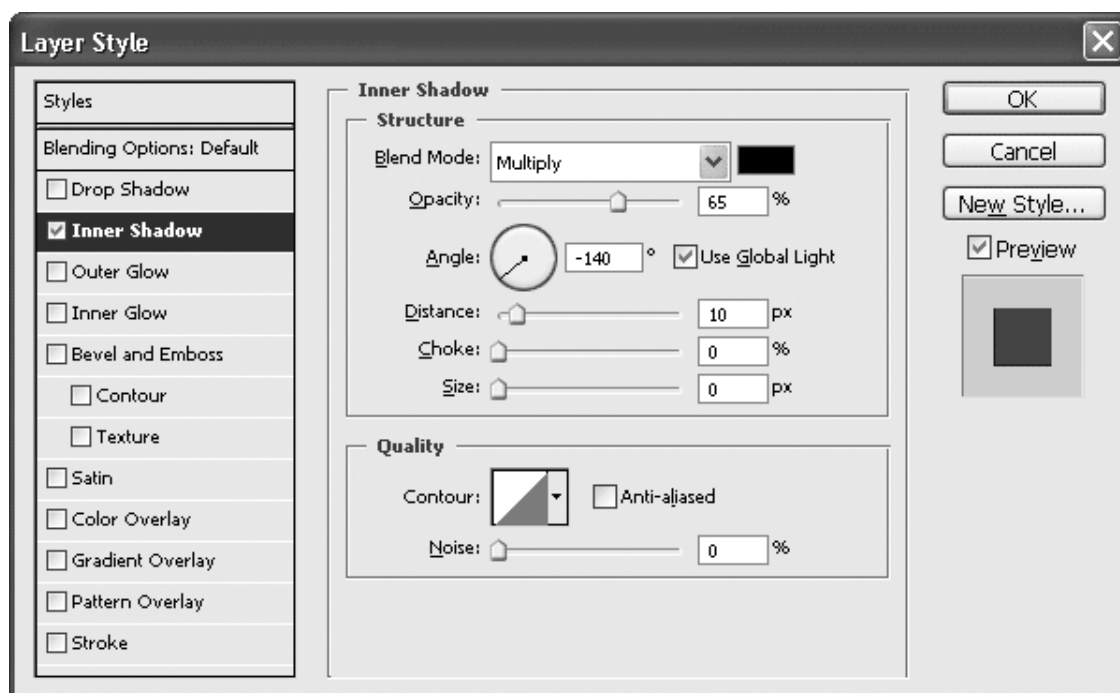 Layer Style
Styles
Blending Options: Default
Drop Shadow
Inner Shadow
Outer Glow
Inner Glow
Bevel and Emboss
Contour
Texture
Satin
Color Overlay
Gradient Overlay
Pattern Overlay
Stroke
Inner Shadow
Structure
Blend Mode: Multiply
Opacity: 65 %
Angle: -140 ° Use Global Light
Distance: 10 px
Choke: 0 %
Size: 0 px
Quality
Contour: Anti-aliased
Noise: 0 %
OK
Cancel
New Style...
Preview